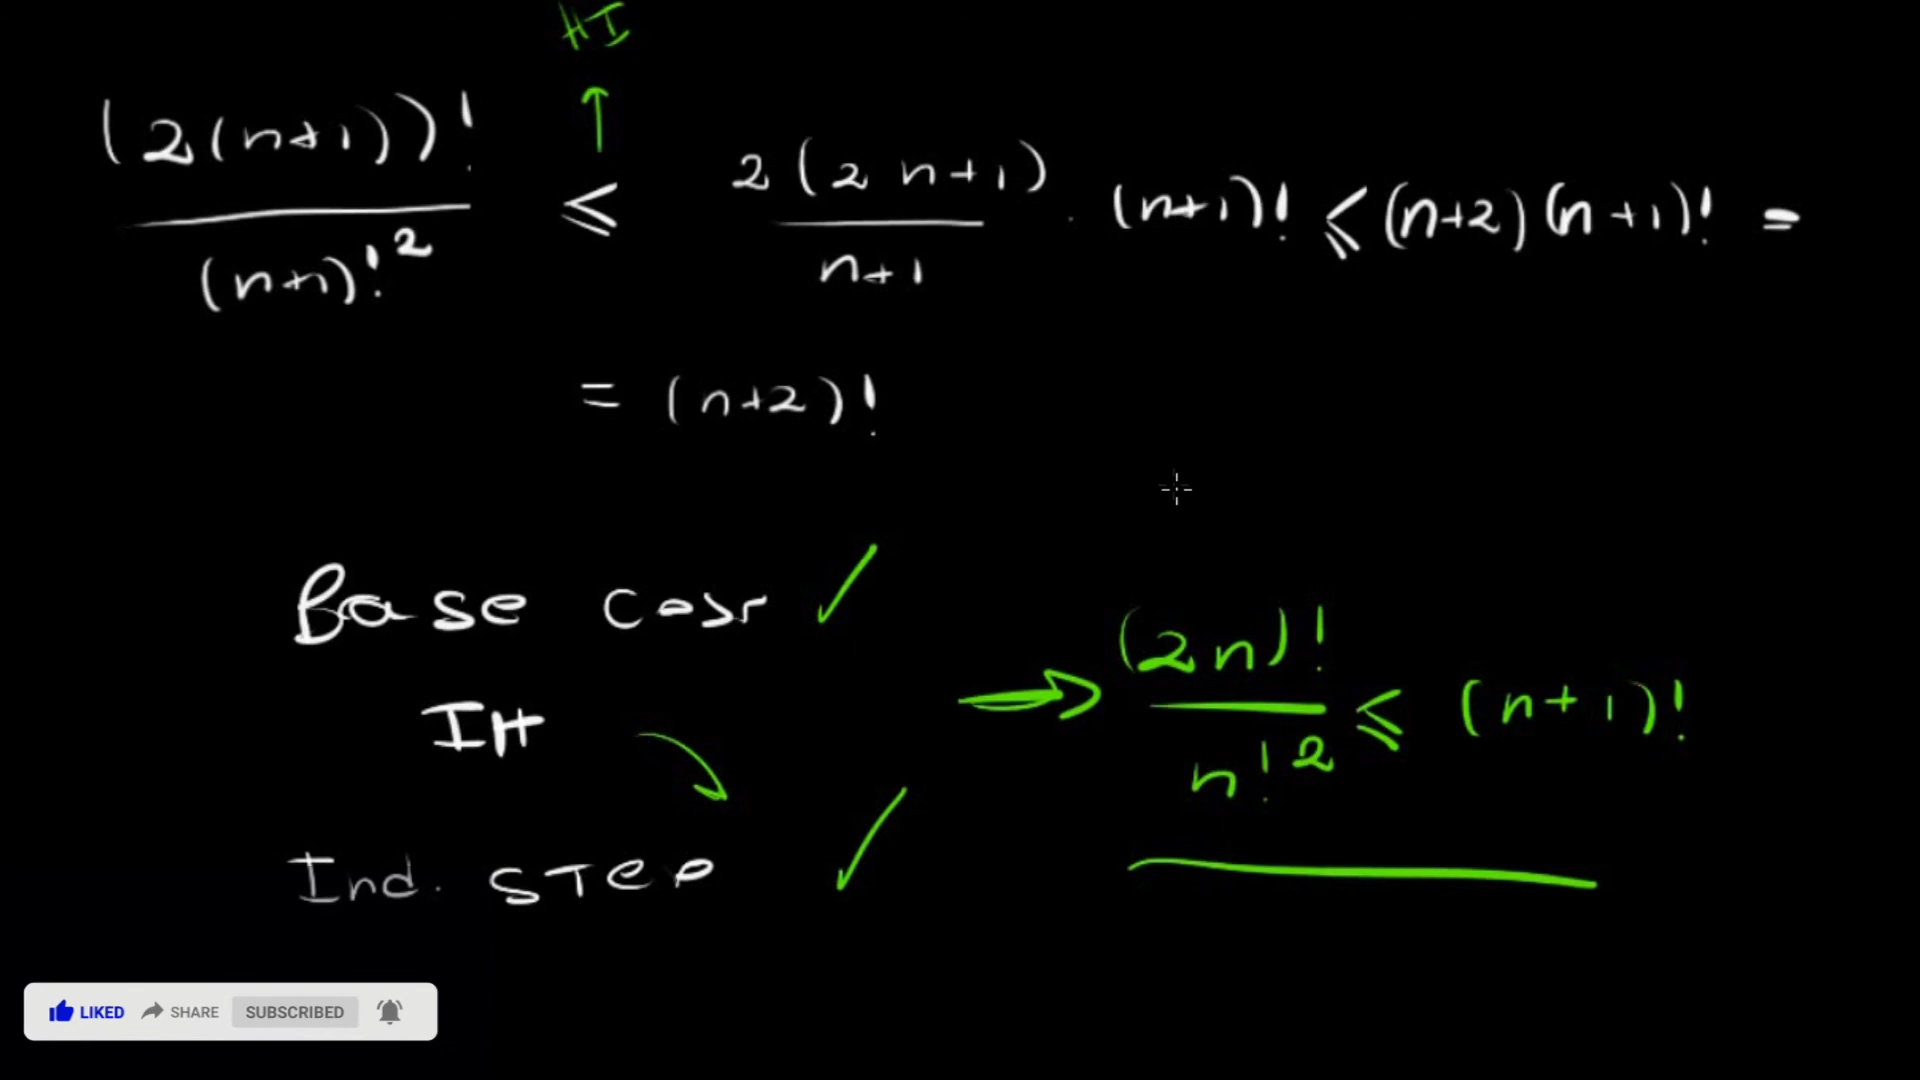 HI
(2(n+1))! / (n+1)!² ≤ 2(2n+1) / n+1 · (n+1)! ≤ (n+2)(n+1)! =
= (n+2)!
Base case ✓
IH
⇒ (2n)! / n!² ≤ (n+1)!
Ind. STEP ✓
LIKED SHARE SUBSCRIBED